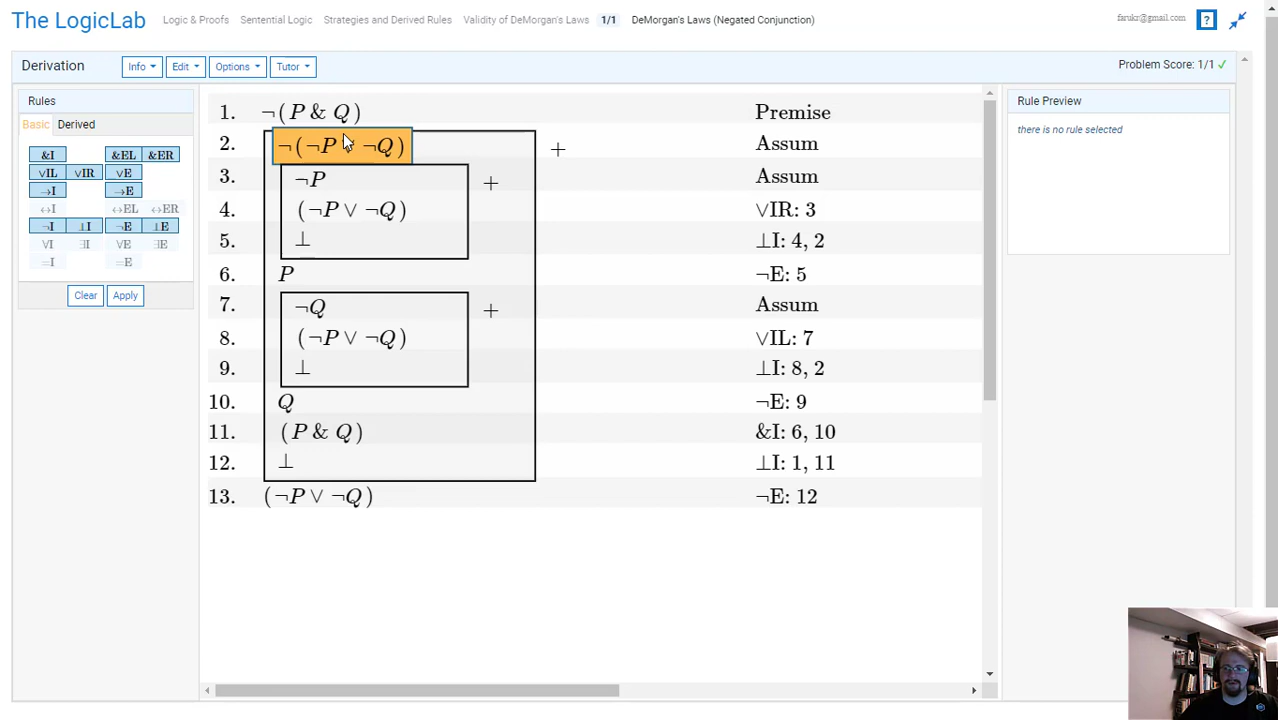 The LogicLab Logic & Proofs Sentential Logic Strategies and Derived Rules Validity of DeMorgan's Laws 1/1 DeMorgan's Laws (Negated Conjunction) farukr@gmail.com ?
Derivation Info Edit Options Tutor Problem Score: 1/1 ✓
Rules
Basic Derived
&I &EL &ER
∨IL ∨IR ∨E
→I →E
↔I ↔EL ↔ER
¬I ⊥I ¬E ⊥E
∀I ∃I ∀E ∃E
=I =E
Clear Apply
1. ¬(P & Q) Premise
2. ¬(¬P ¬Q) + Assum
3. ¬P + Assum
4. (¬P ∨ ¬Q) ∨IR: 3
5. ⊥ ⊥I: 4, 2
6. P ¬E: 5
7. ¬Q + Assum
8. (¬P ∨ ¬Q) ∨IL: 7
9. ⊥ ⊥I: 8, 2
10. Q ¬E: 9
11. (P & Q) &I: 6, 10
12. ⊥ ⊥I: 1, 11
13. (¬P ∨ ¬Q) ¬E: 12
Rule Preview
there is no rule selected